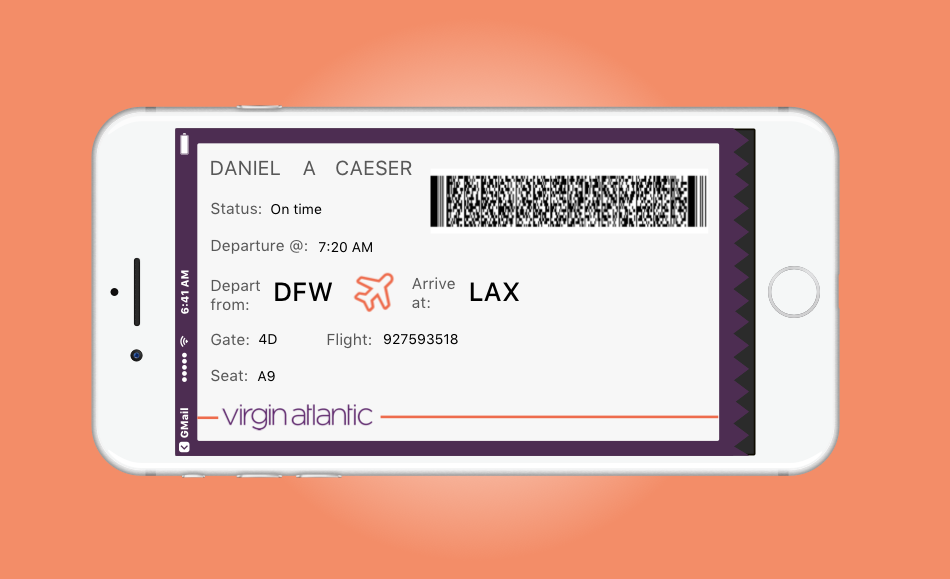 DANIEL A CAESER
Status: On time
Departure @: 7:20 AM
Depart from: DFW
Arrive at: LAX
Gate: 4D Flight: 927593518
Seat: A9
virgin atlantic
6:41 AM
GMail